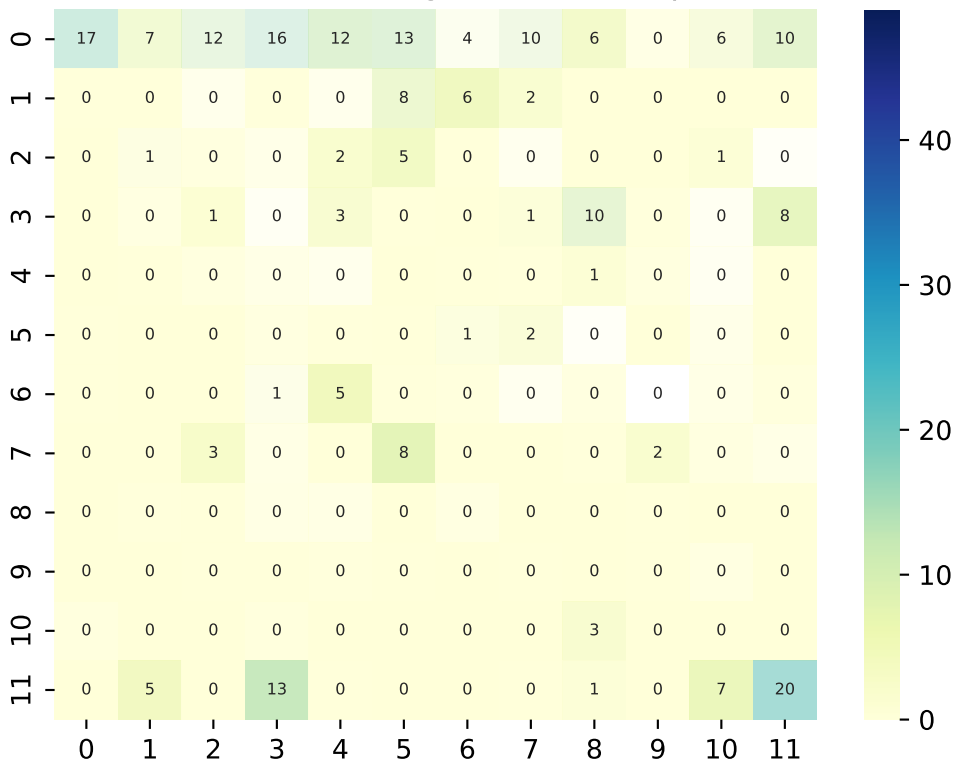 0 17 7 12 16 12 13 4 10 6 0 6 10
1 0 0 0 0 0 8 6 2 0 0 0 0
40
2 0 1 0 0 2 5 0 0 0 0 1 0
3 0 0 1 0 3 0 0 1 10 0 0 8
4 0 0 0 0 0 0 0 0 1 0 0 0
30
5 0 0 0 0 0 0 1 2 0 0 0 0
6 0 0 0 1 5 0 0 0 0 0 0 0
20
7 0 0 3 0 0 8 0 0 0 2 0 0
8 0 0 0 0 0 0 0 0 0 0 0 0
9 0 0 0 0 0 0 0 0 0 0 0 0
10
10 0 0 0 0 0 0 0 0 3 0 0 0
11 0 5 0 13 0 0 0 0 1 0 7 20
0
0 1 2 3 4 5 6 7 8 9 10 11